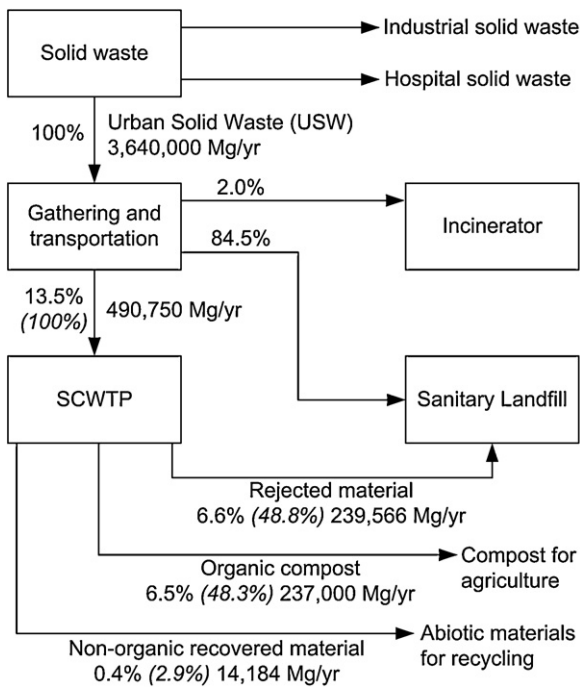 Solid waste
Industrial solid waste
Hospital solid waste
100%
Urban Solid Waste (USW)
3,640,000 Mg/yr
Gathering and
transportation
2.0%
Incinerator
84.5%
13.5%
(100%)
490,750 Mg/yr
SCWTP
Sanitary Landfill
Rejected material
6.6% (48.8%) 239,566 Mg/yr
Organic compost
6.5% (48.3%) 237,000 Mg/yr
Compost for
agriculture
Non-organic recovered material
0.4% (2.9%) 14,184 Mg/yr
Abiotic materials
for recycling